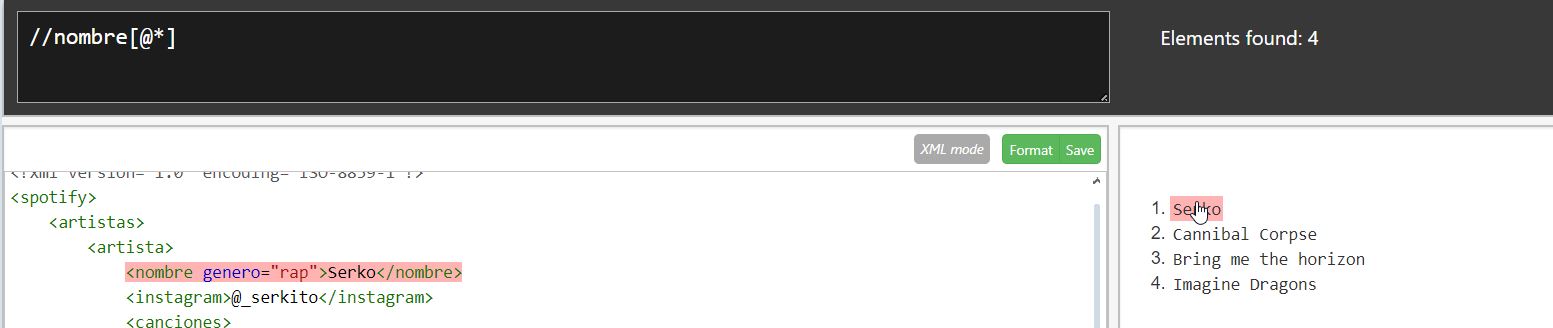 //nombre[@*]
Elements found: 4
XML mode
Format
Save
<?xml version="1.0" encoding="ISO-8859-1"?>
<spotify>
<artistas>
<artista>
<nombre genero="rap">Serko</nombre>
<instagram>@_serkito</instagram>
<canciones>
1. Serko
2. Cannibal Corpse
3. Bring me the horizon
4. Imagine Dragons